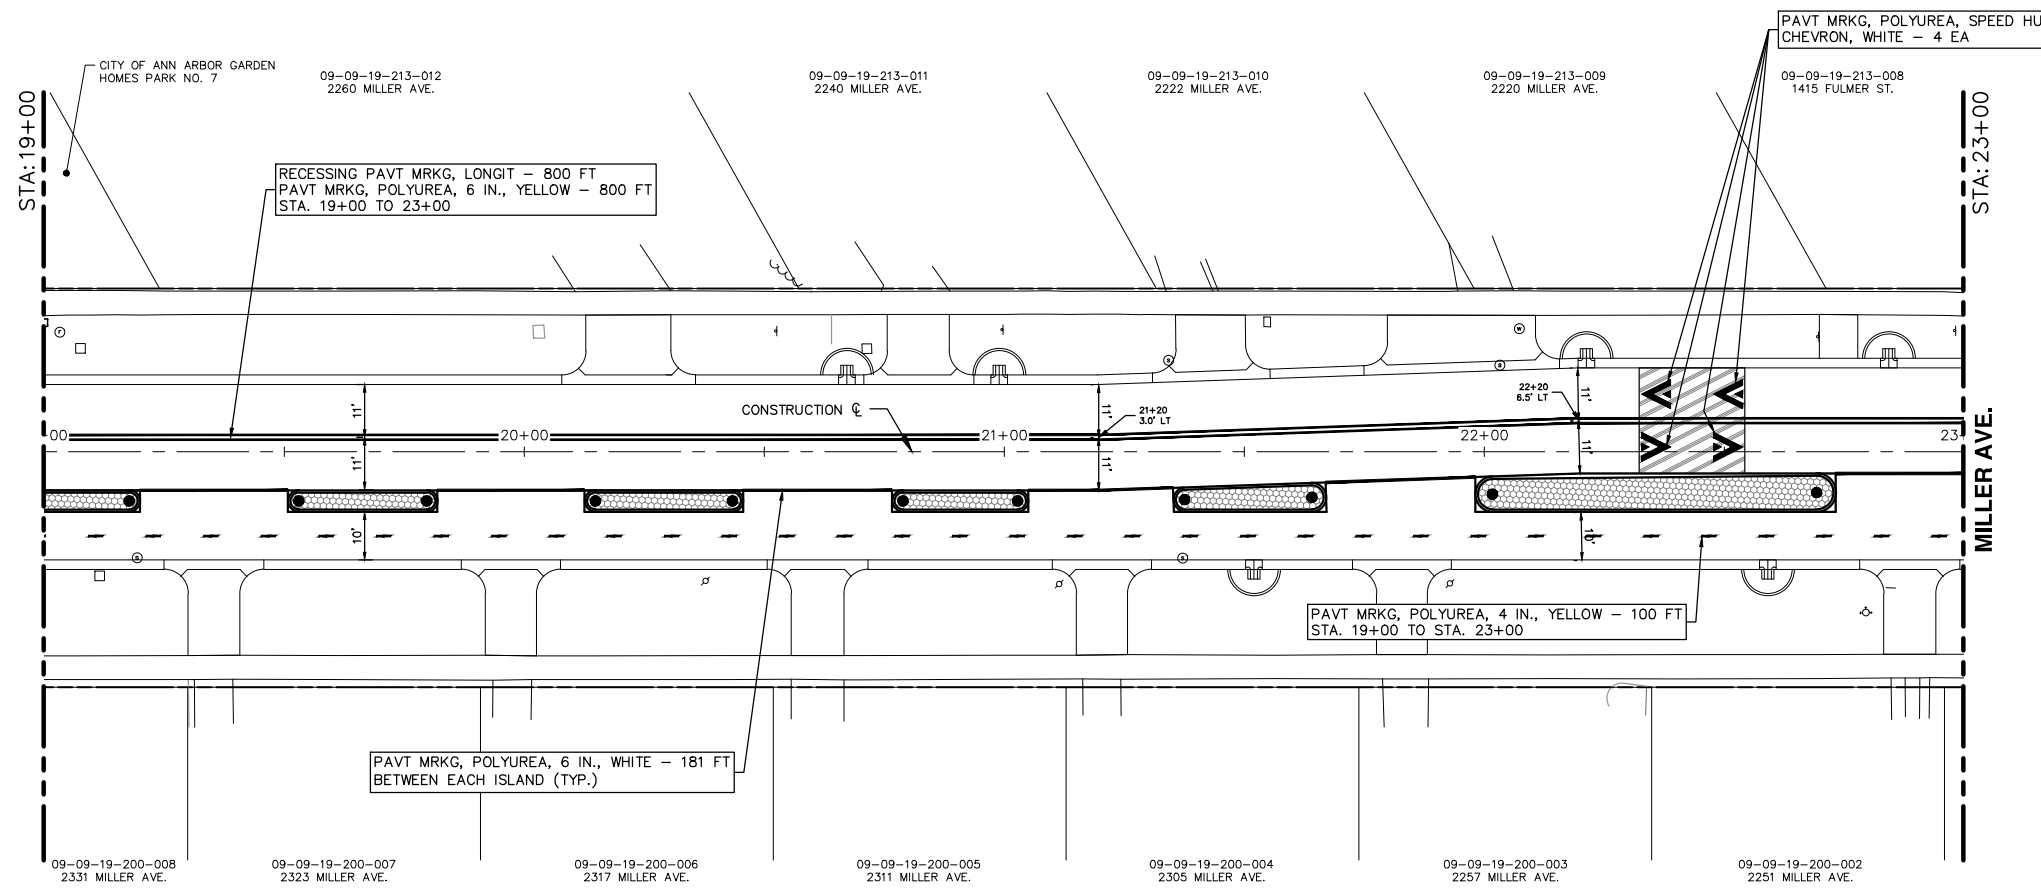 PAVT MRKG, POLYUREA, SPEED HU
CHEVRON, WHITE – 4 EA
CITY OF ANN ARBOR GARDEN
HOMES PARK NO. 7
09-09-19-213-012
2260 MILLER AVE.
09-09-19-213-011
2240 MILLER AVE.
09-09-19-213-010
2222 MILLER AVE.
09-09-19-213-009
2220 MILLER AVE.
09-09-19-213-008
1415 FULMER ST.
STA:19+00
STA:23+00
RECESSING PAVT MRKG, LONGIT – 800 FT
PAVT MRKG, POLYUREA, 6 IN., YELLOW – 800 FT
STA. 19+00 TO 23+00
r
w
s
s
11'
11'
11'
CONSTRUCTION ℄
21+20
3.0' LT
22+20
6.5' LT
00
20+00
21+00
22+00
23+
11'
11'
11'
MILLER AVE.
10'
10'
s
s
PAVT MRKG, POLYUREA, 4 IN., YELLOW – 100 FT
STA. 19+00 TO STA. 23+00
PAVT MRKG, POLYUREA, 6 IN., WHITE – 181 FT
BETWEEN EACH ISLAND (TYP.)
09-09-19-200-008
2331 MILLER AVE.
09-09-19-200-007
2323 MILLER AVE.
09-09-19-200-006
2317 MILLER AVE.
09-09-19-200-005
2311 MILLER AVE.
09-09-19-200-004
2305 MILLER AVE.
09-09-19-200-003
2257 MILLER AVE.
09-09-19-200-002
2251 MILLER AVE.